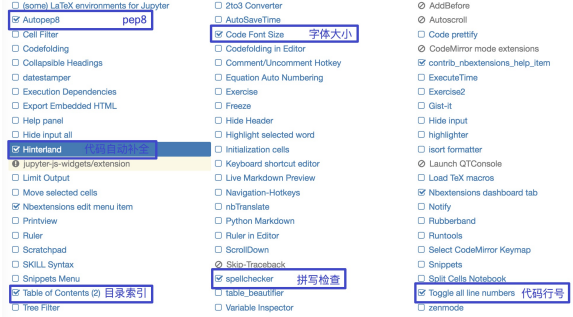 (some) LaTeX environments for Jupyter
Autopep8 pep8
Cell Filter
Codefolding
Collapsible Headings
datestamper
Execution Dependencies
Export Embedded HTML
Help panel
Hide input all
Hinterland 代码自动补全
jupyter-js-widgets/extension
Limit Output
Move selected cells
Nbextensions edit menu item
Printview
Ruler
Scratchpad
SKILL Syntax
Snippets Menu
Table of Contents (2) 目录索引
Tree Filter
2to3 Converter
AutoSaveTime
Code Font Size 字体大小
Codefolding in Editor
Comment/Uncomment Hotkey
Equation Auto Numbering
Exercise
Freeze
Hide Header
Highlight selected word
Initialization cells
Keyboard shortcut editor
Live Markdown Preview
Navigation-Hotkeys
nbTranslate
Python Markdown
Ruler in Editor
ScrollDown
Skip-Traceback
spellchecker 拼写检查
table_beautifier
Variable Inspector
AddBefore
Autoscroll
Code prettify
CodeMirror mode extensions
contrib_nbextensions_help_item
ExecuteTime
Exercise2
Gist-it
Hide input
highlighter
isort formatter
Launch QTConsole
Load TeX macros
Nbextensions dashboard tab
Notify
Rubberband
Runtools
Select CodeMirror Keymap
Snippets
Split Cells Notebook
Toggle all line numbers 代码行号
zenmode